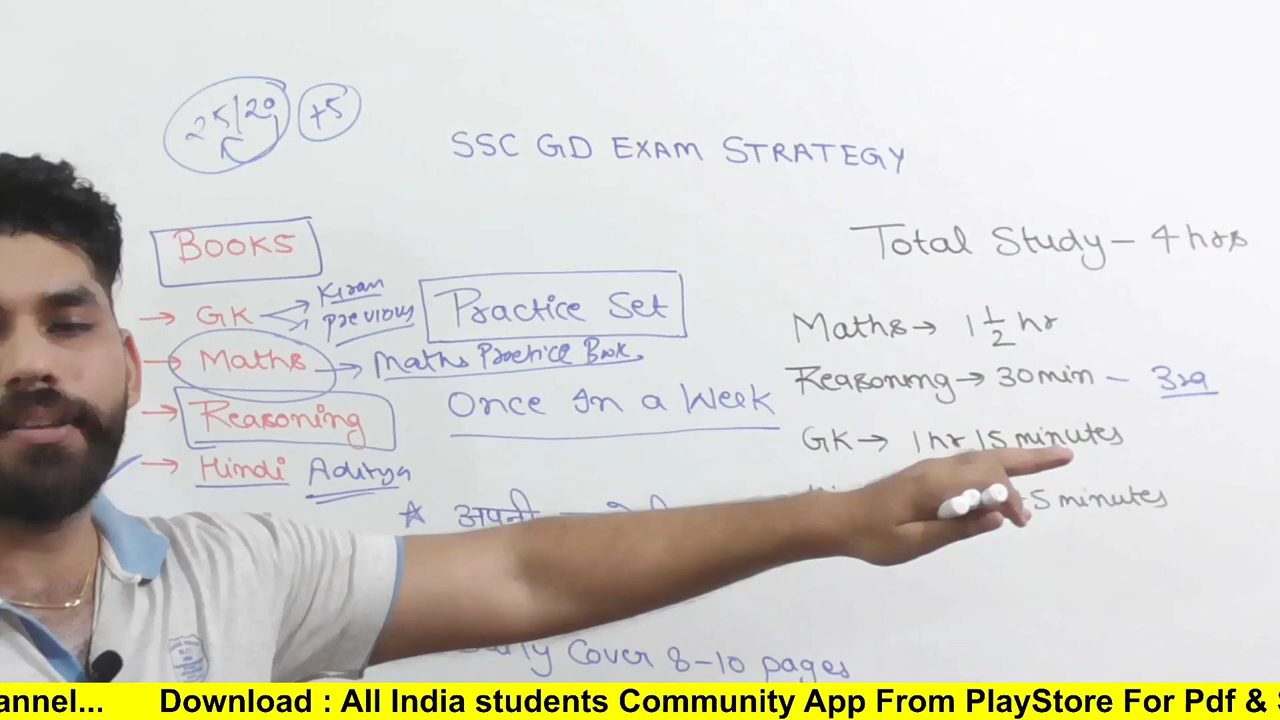 25/20 +5
SSC GD EXAM STRATEGY
BOOKS
Total Study - 4 hrs
→ GK Kiran
previous
Practice Set
→ Maths → Maths Practice Book
→ Reasoning
Once In a Week
→ Hindi Aditya
Maths → 1 1/2 hr
Reasoning → 30 min -
GK → 1 hr 15 minutes
5 minutes
★ अपनी
Cover 8-10 pages
annel... Download : All India students Community App From PlayStore For Pdf &